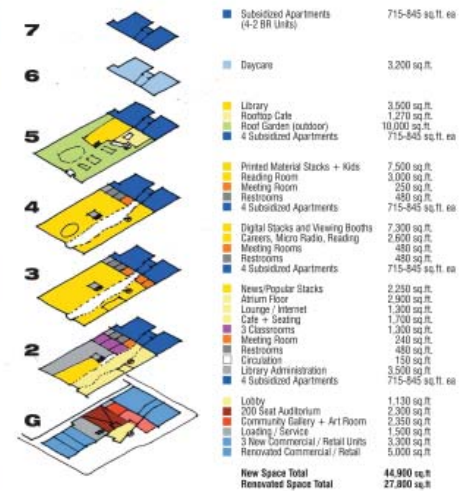 7
Subsidized Apartments 715-845 sq.ft. ea
(4-2 BR Units)
6
Daycare 3,200 sq.ft.
5
Library 3,500 sq.ft.
Rooftop Cafe 1,270 sq.ft.
Roof Garden (outdoor) 10,000 sq.ft.
4 Subsidized Apartments 715-845 sq.ft. ea
4
Printed Material Stacks + Kids 7,500 sq.ft.
Reading Room 3,000 sq.ft.
Meeting Room 250 sq.ft.
Restrooms 480 sq.ft.
4 Subsidized Apartments 715-845 sq.ft. ea
3
Digital Stacks and Viewing Booths 7,300 sq.ft.
Careers, Micro Radio, Reading 2,600 sq.ft.
Meeting Rooms 480 sq.ft.
Restrooms 480 sq.ft.
4 Subsidized Apartments 715-845 sq.ft. ea
2
News/Popular Stacks 2,250 sq.ft.
Atrium Floor 2,900 sq.ft.
Lounge / Internet 1,300 sq.ft.
Cafe + Seating 1,700 sq.ft.
3 Classrooms 1,300 sq.ft.
Meeting Room 240 sq.ft.
Restrooms 480 sq.ft.
Circulation 150 sq.ft.
Library Administration 3,500 sq.ft.
4 Subsidized Apartments 715-845 sq.ft. ea
G
Lobby 1,130 sq.ft.
200 Seat Auditorium 2,300 sq.ft.
Community Gallery + Art Room 2,350 sq.ft.
Loading / Service 1,500 sq.ft.
3 New Commercial / Retail Units 3,300 sq.ft.
Renovated Commercial / Retail 5,000 sq.ft.
New Space Total 44,900 sq.ft
Renovated Space Total 27,800 sq.ft